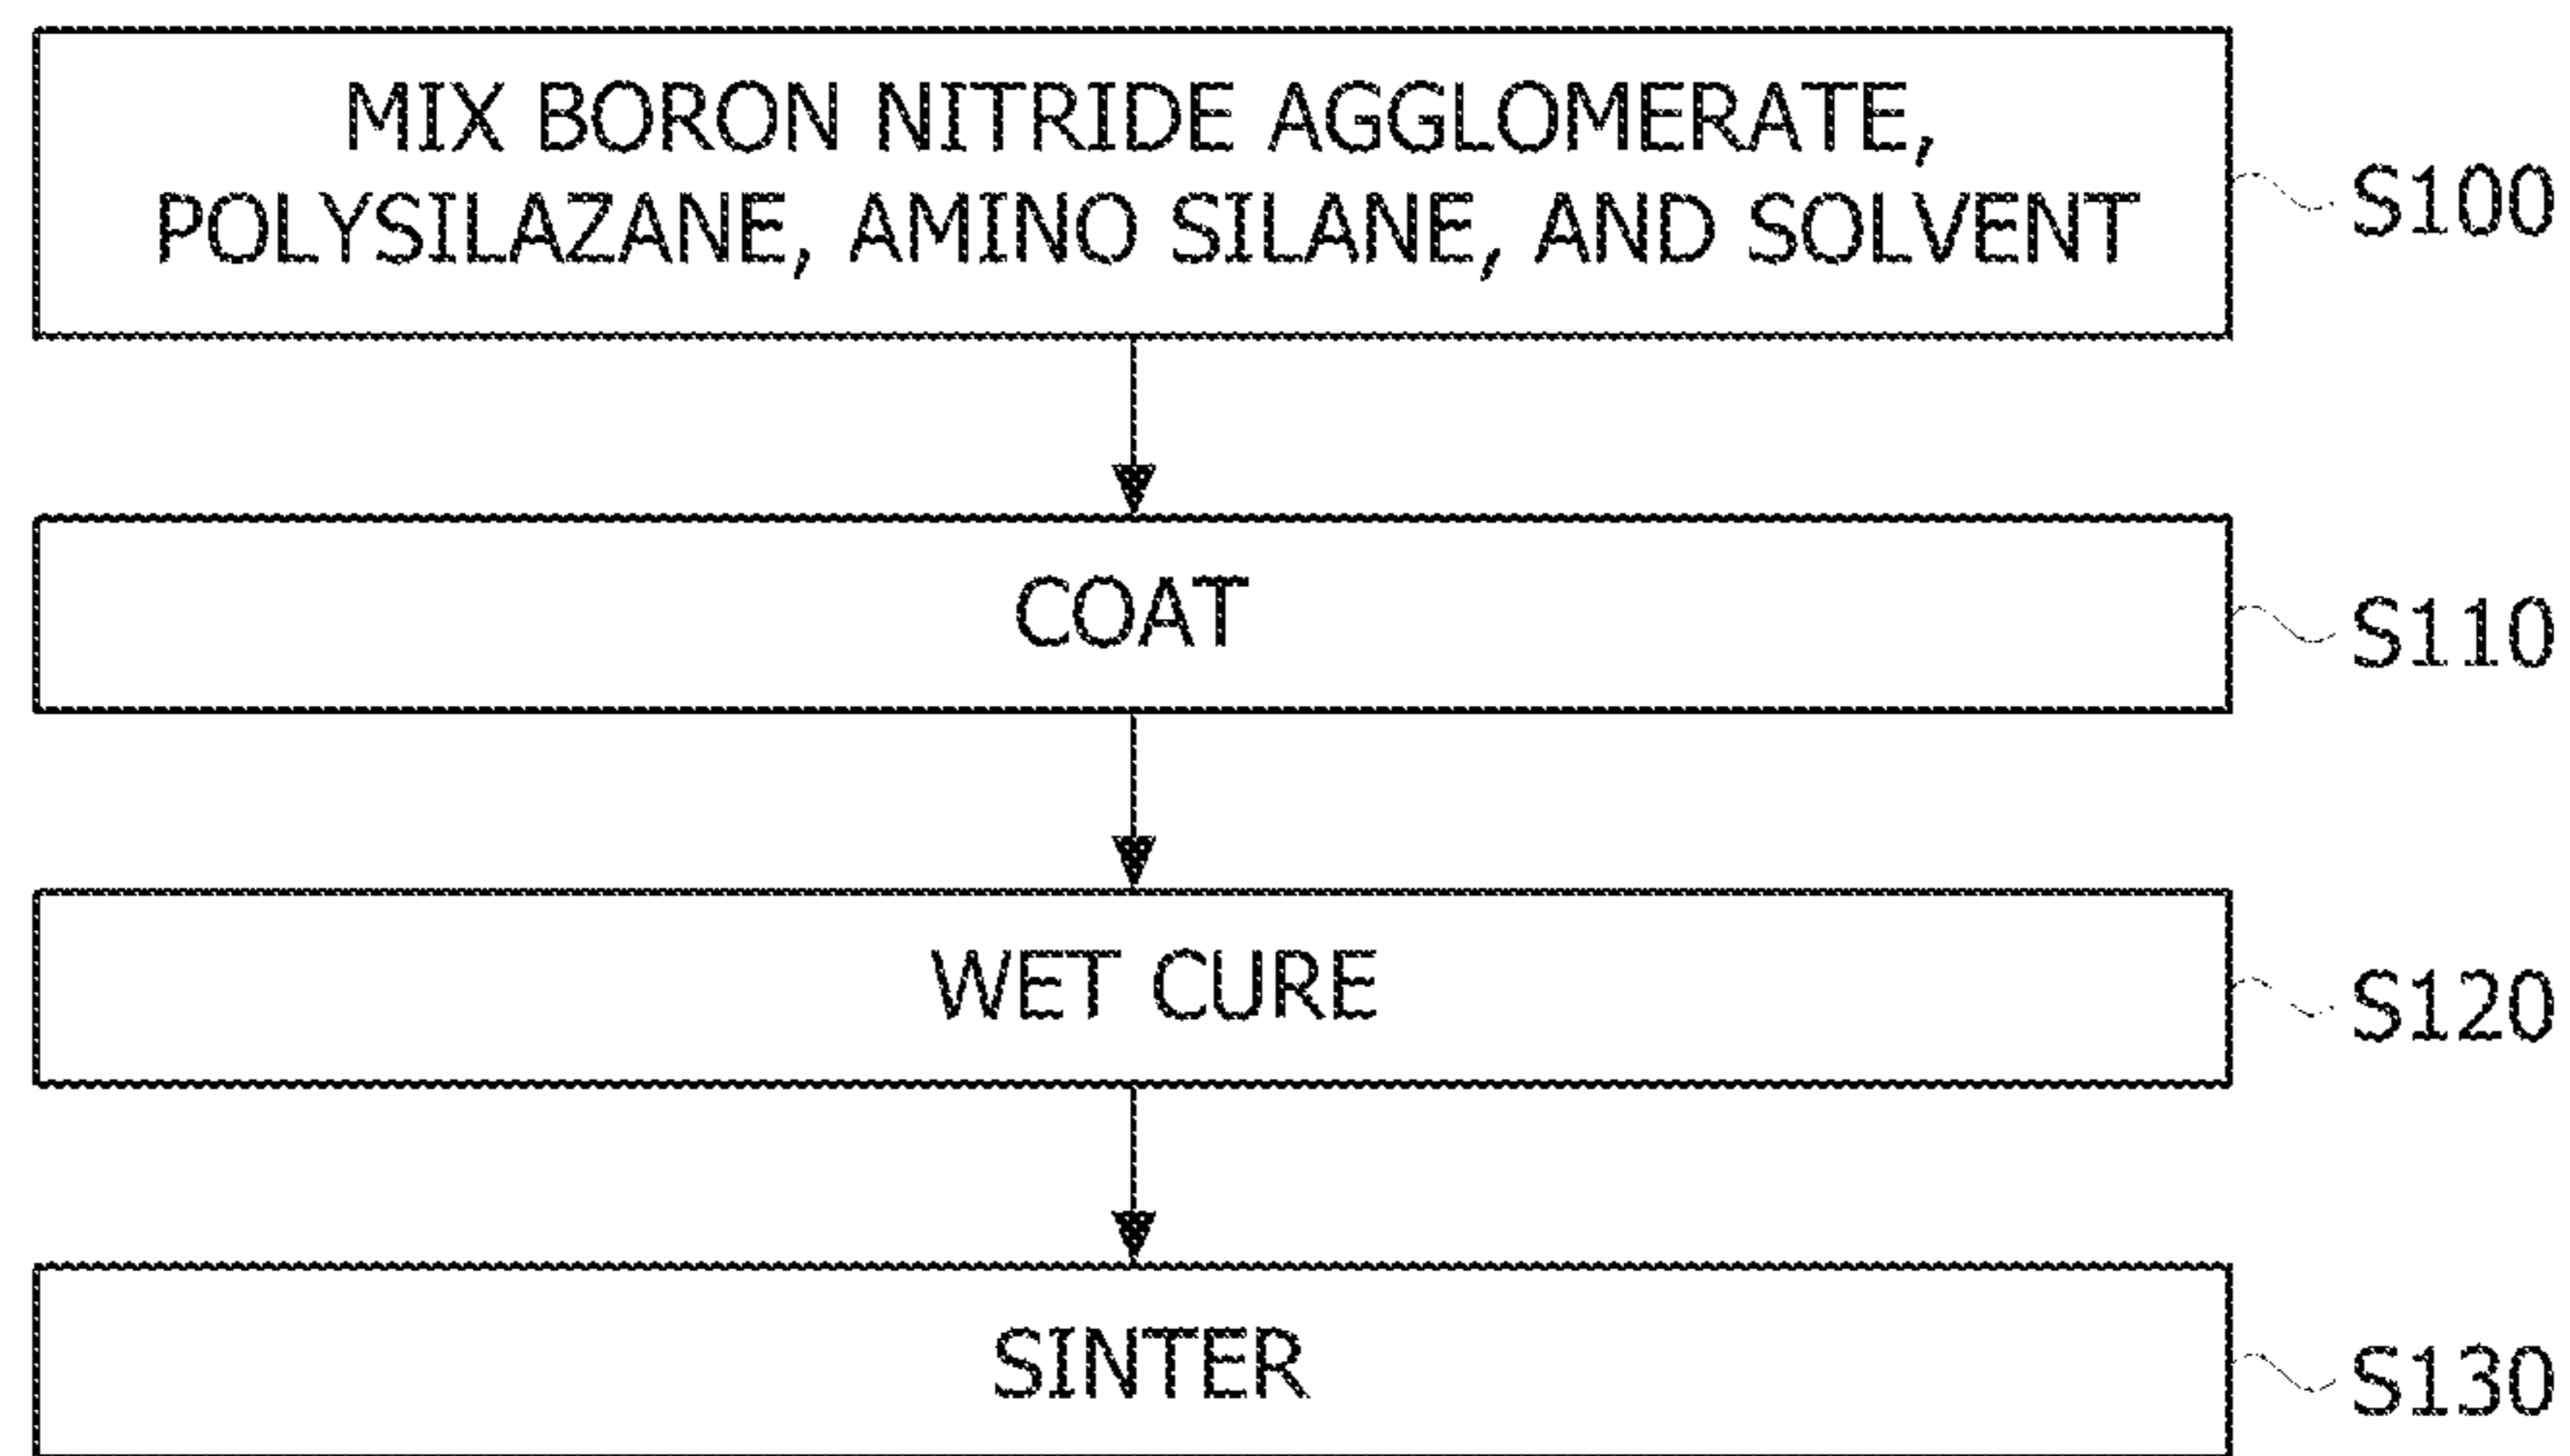 MIX BORON NITRIDE AGGLOMERATE,
POLYSILAZANE, AMINO SILANE, AND SOLVENT
S100
COAT
S110
WET CURE
S120
SINTER
S130